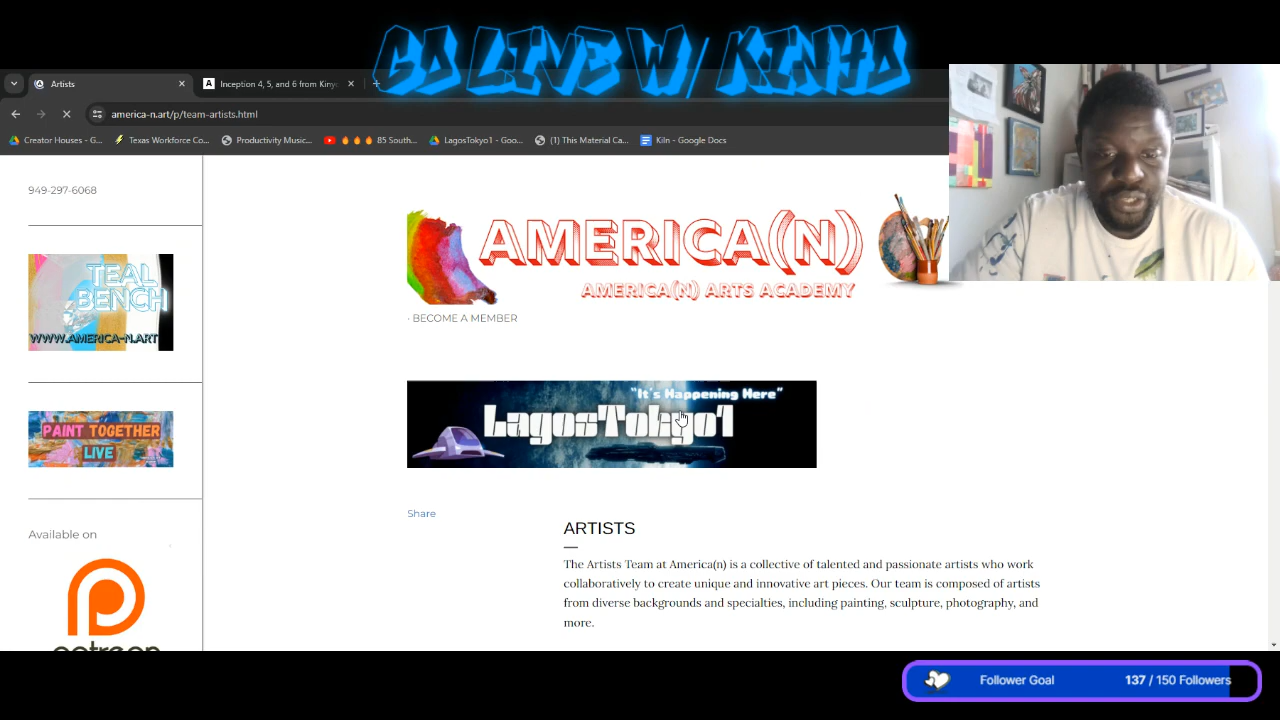 GO LIVE W/ KINYO
Artists
Inception 4, 5, and 6 from Kiny
america-n.art/p/team-artists.html
Creator Houses - G...
Texas Workforce Co...
Productivity Music...
85 South...
LagosTokyo1 - Goo...
(1) This Material Ca...
Kiln - Google Docs
949-297-6068
AMERICA(N)
AMERICA(N) ARTS ACADEMY
· BECOME A MEMBER
TEAL
BENCH
WWW.AMERICA-N.ART
"It's Happening Here"
LagosTokyo1
PAINT TOGETHER
LIVE
Share
ARTISTS
The Artists Team at America(n) is a collective of talented and passionate artists who work
collaboratively to create unique and innovative art pieces. Our team is composed of artists
from diverse backgrounds and specialties, including painting, sculpture, photography, and
more.
Available on
patreon
Follower Goal 137 / 150 Followers